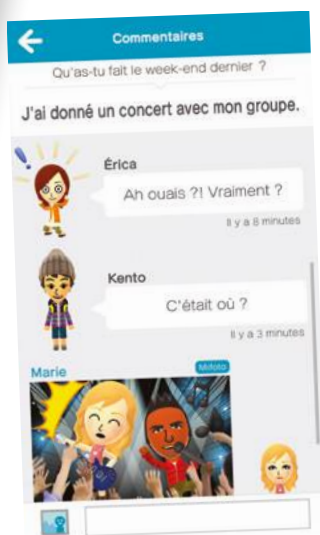 Commentaires
Qu'as-tu fait le week-end dernier ?
J'ai donné un concert avec mon groupe.
Érica
Ah ouais ?! Vraiment ?
Il y a 8 minutes
Kento
C'était où ?
Il y a 3 minutes
Marie
Miifoto